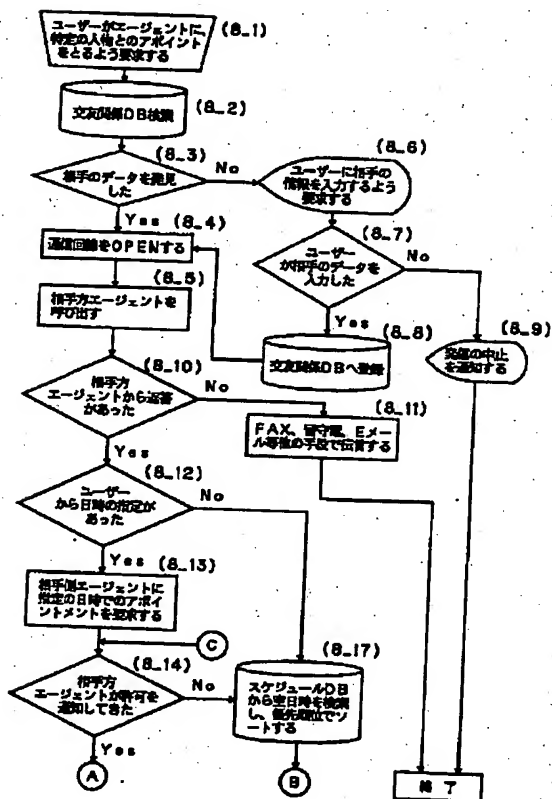 ユーザーがエージェントに、
特定の人物とのアポイント
をとるよう要求する
(8_1)
交友関係DB検索
(8_2)
(8_3)
相手のデータを発見
した
No
Yes
(8_4)
通信回線をOPENする
(8_5)
相手方エージェントを
呼び出す
(8_6)
ユーザーに相手の
情報を入力するよう
要求する
(8_7)
ユーザー
が相手のデータを
入力した
No
Yes
(8_8)
交友関係DBへ登録
(8_9)
発信の中止
を通知する
(8_10)
相手方
エージェントから返答
があった
No
Yes
(8_11)
FAX、留守電、Eメ
ール等他の手段で伝言する
(8_12)
ユーザー
から日時の指定が
あった
No
Yes
(8_13)
相手側エージェントに
指定の日時でのアポイ
ントメントを要求する
C
(8_14)
相手方
エージェントが許可を
通知してきた
No
Yes
(8_17)
スケジュールDB
から空日時を検索
し、優先順位でソ
ートする
A
B
終了